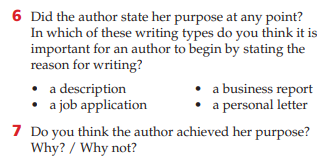 6 Did the author state her purpose at any point?
In which of these writing types do you think it is
important for an author to begin by stating the
reason for writing?
• a description • a business report
• a job application • a personal letter
7 Do you think the author achieved her purpose?
Why? / Why not?